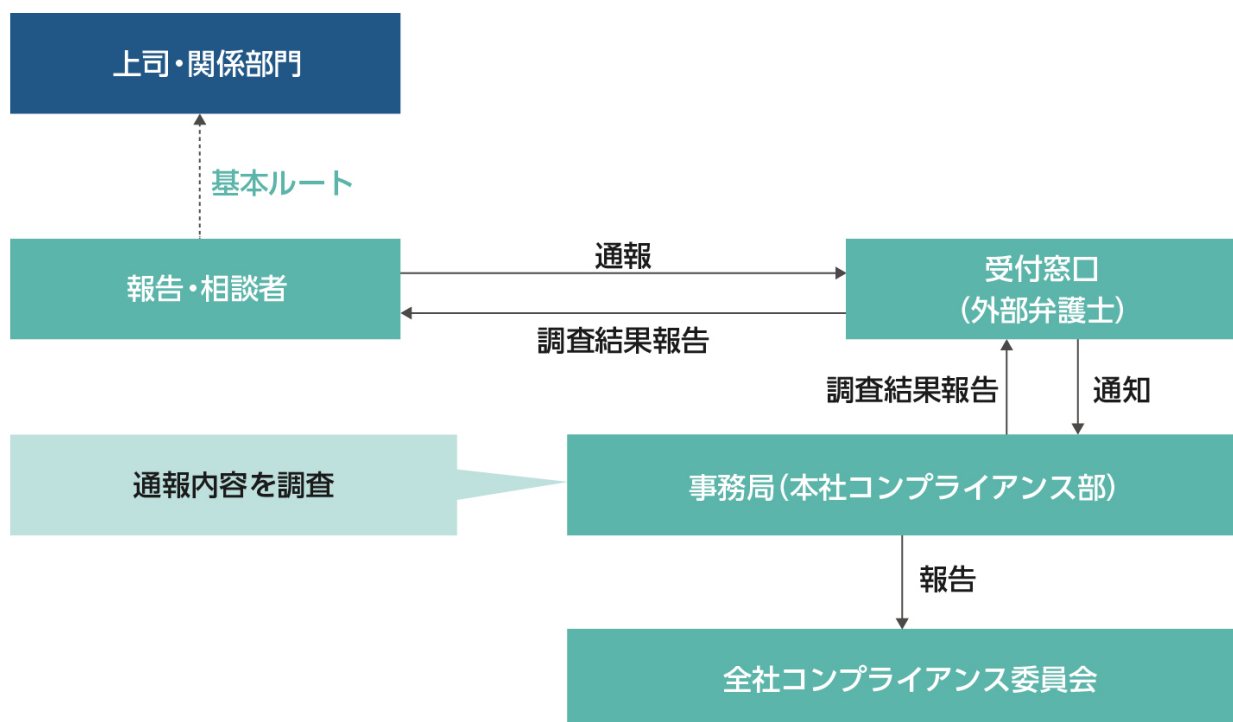 上司・関係部門
基本ルート
報告・相談者
通報
調査結果報告
受付窓口
（外部弁護士）
調査結果報告
通知
通報内容を調査
事務局（本社コンプライアンス部）
報告
全社コンプライアンス委員会